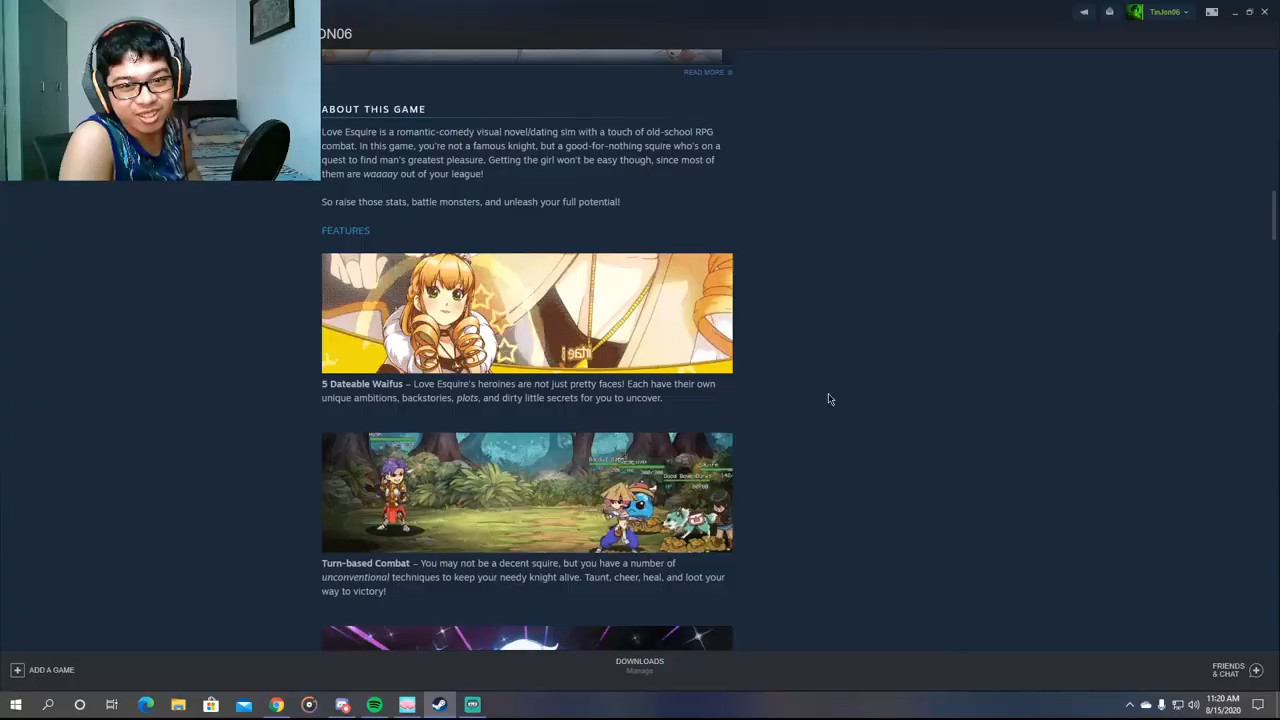 TinJon06
ON06
READ MORE
ABOUT THIS GAME
Love Esquire is a romantic-comedy visual novel/dating sim with a touch of old-school RPG
combat. In this game, you're not a famous knight, but a good-for-nothing squire who's on a
quest to find man's greatest pleasure. Getting the girl won't be easy though, since most of
them are waaaay out of your league!
So raise those stats, battle monsters, and unleash your full potential!
FEATURES
5 Dateable Waifus – Love Esquire's heroines are not just pretty faces! Each have their own
unique ambitions, backstories, plots, and dirty little secrets for you to uncover.
300/300
Turn-based Combat – You may not be a decent squire, but you have a number of
unconventional techniques to keep your needy knight alive. Taunt, cheer, heal, and loot your
way to victory!
ADD A GAME
DOWNLOADS
Manage
FRIENDS
& CHAT
11:20 AM
8/15/2020